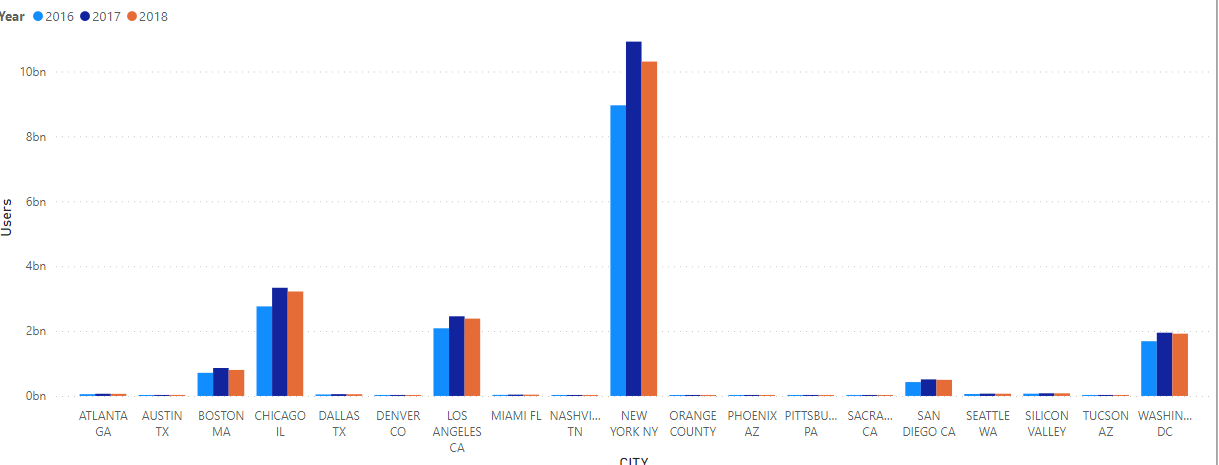 Year 2016 2017 2018
10bn
8bn
6bn
4bn
2bn
0bn
Users
ATLANTA GA
AUSTIN TX
BOSTON MA
CHICAGO IL
DALLAS TX
DENVER CO
LOS ANGELES CA
MIAMI FL
NASHVI... TN
NEW YORK NY
ORANGE COUNTY
PHOENIX AZ
PITTSBU... PA
SACRA... CA
SAN DIEGO CA
SEATTLE WA
SILICON VALLEY
TUCSON AZ
WASHIN... DC
CITY